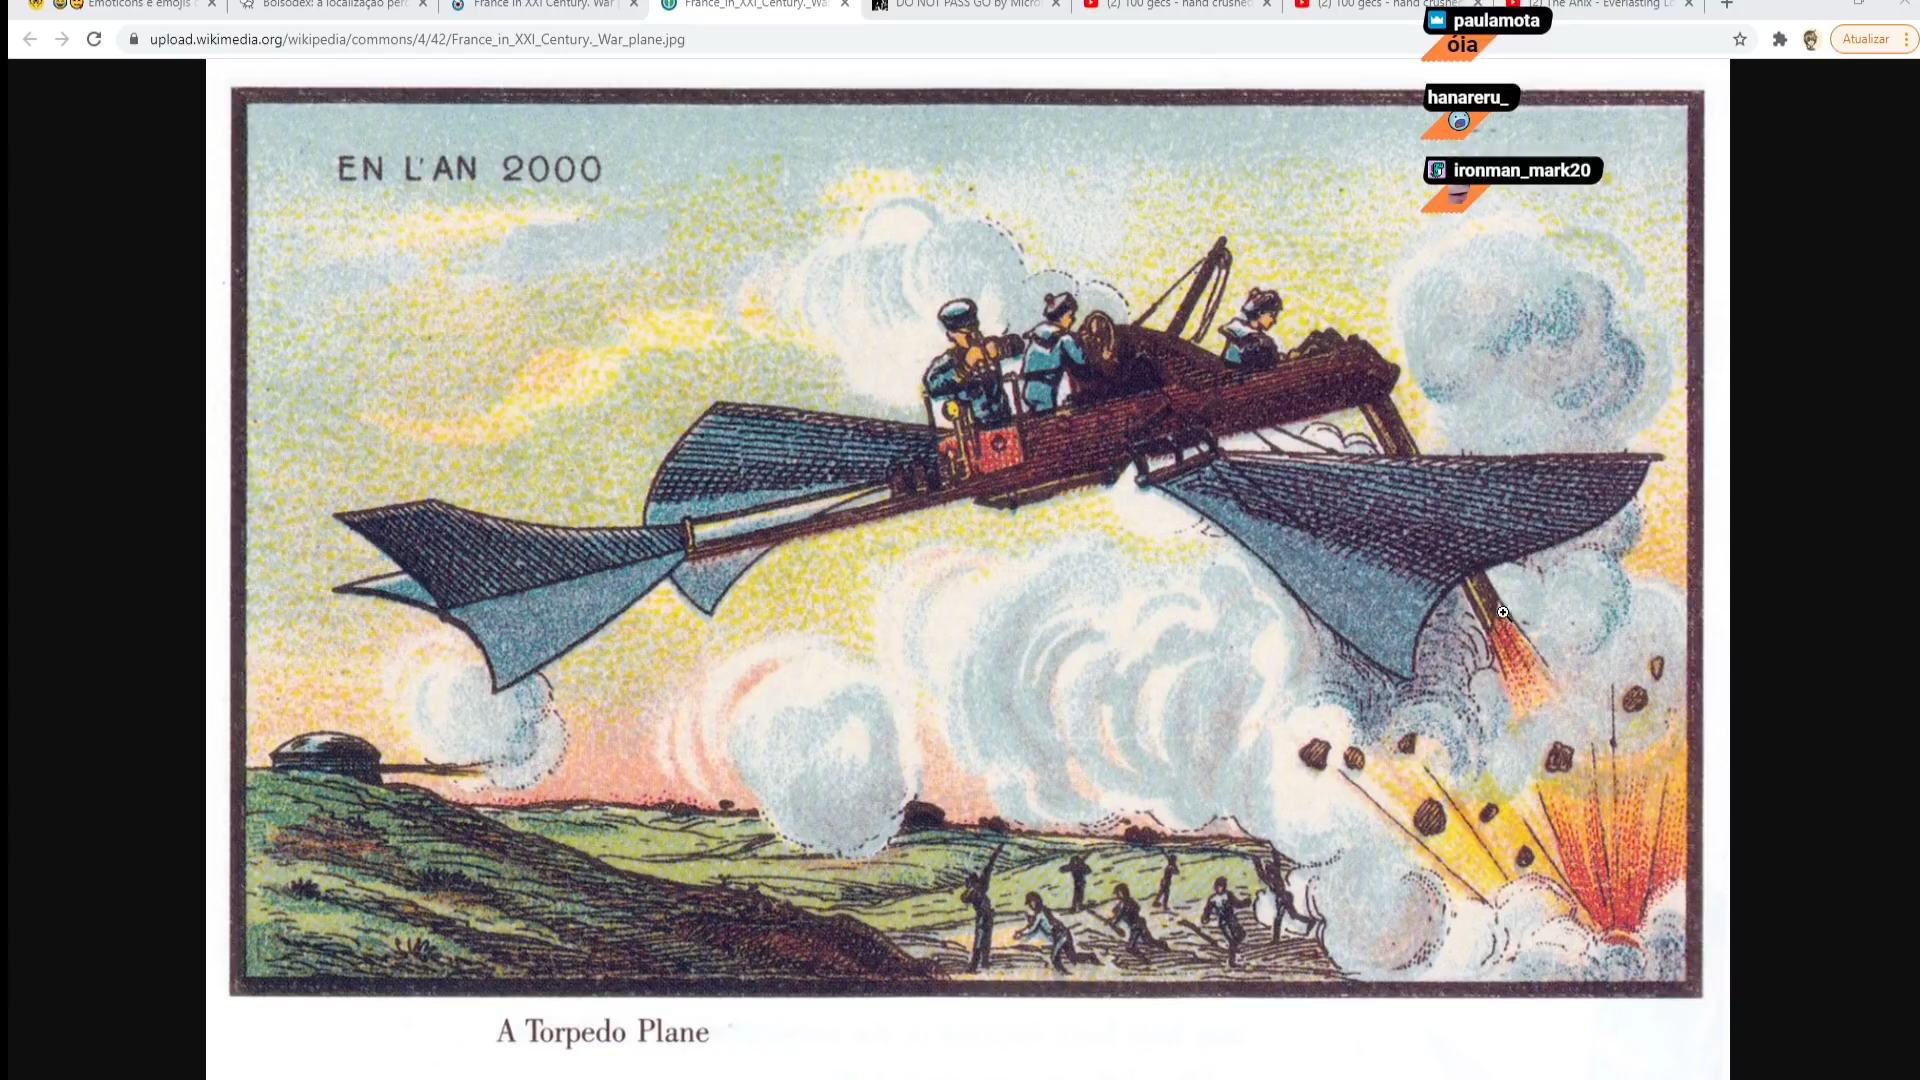 Emoticons e emojis
Bolsodex: a localização per
France in XXI Century. War
France_in_XXI_Century._Wa
DO NOT PASS GO by Micro
(2) 100 gecs - hand crushed
(2) 100 gecs - hand crushed
(2) The Anix - Everlasting
upload.wikimedia.org/wikipedia/commons/4/42/France_in_XXI_Century._War_plane.jpg
Atualizar
paulamota
óia
hanareru_
ironman_mark20
EN L'AN 2000
A Torpedo Plane